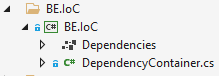 BE.IoC
C# BE.IoC
Dependencies
C# DependencyContainer.cs